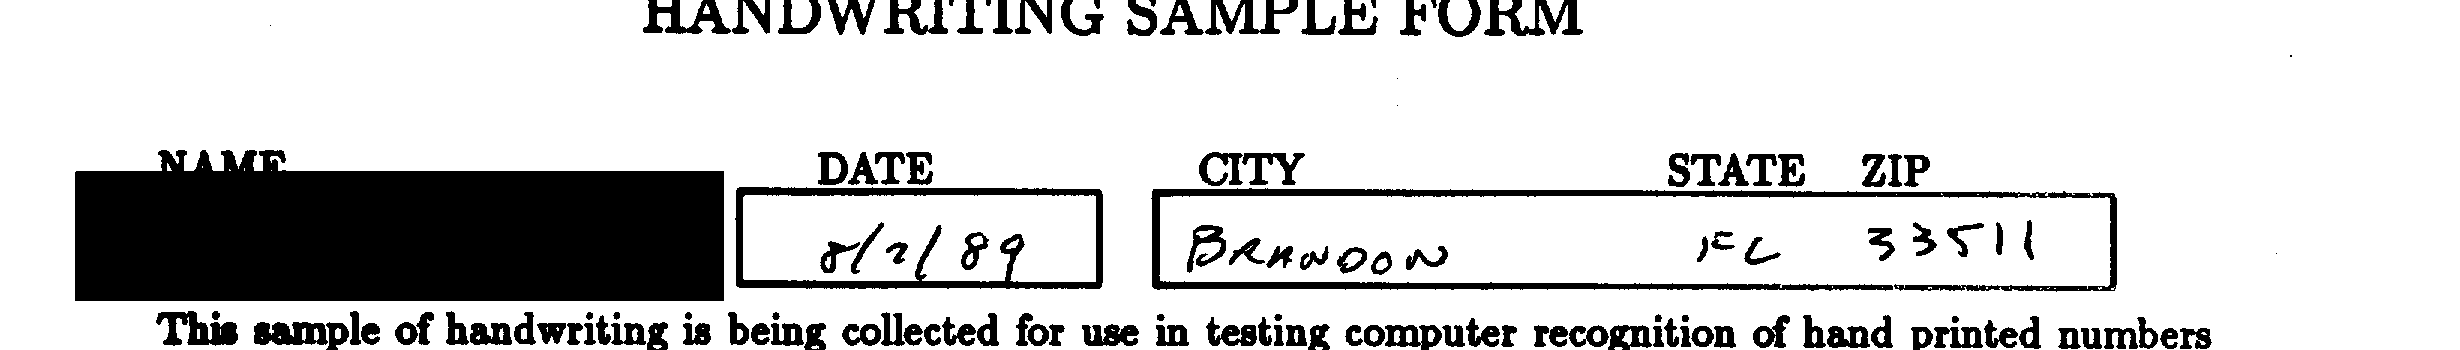 HANDWRITING SAMPLE FORM
NAME DATE CITY STATE ZIP
8/2/89 BRANDON FL 33511
This sample of handwriting is being collected for use in testing computer recognition of hand printed numbers